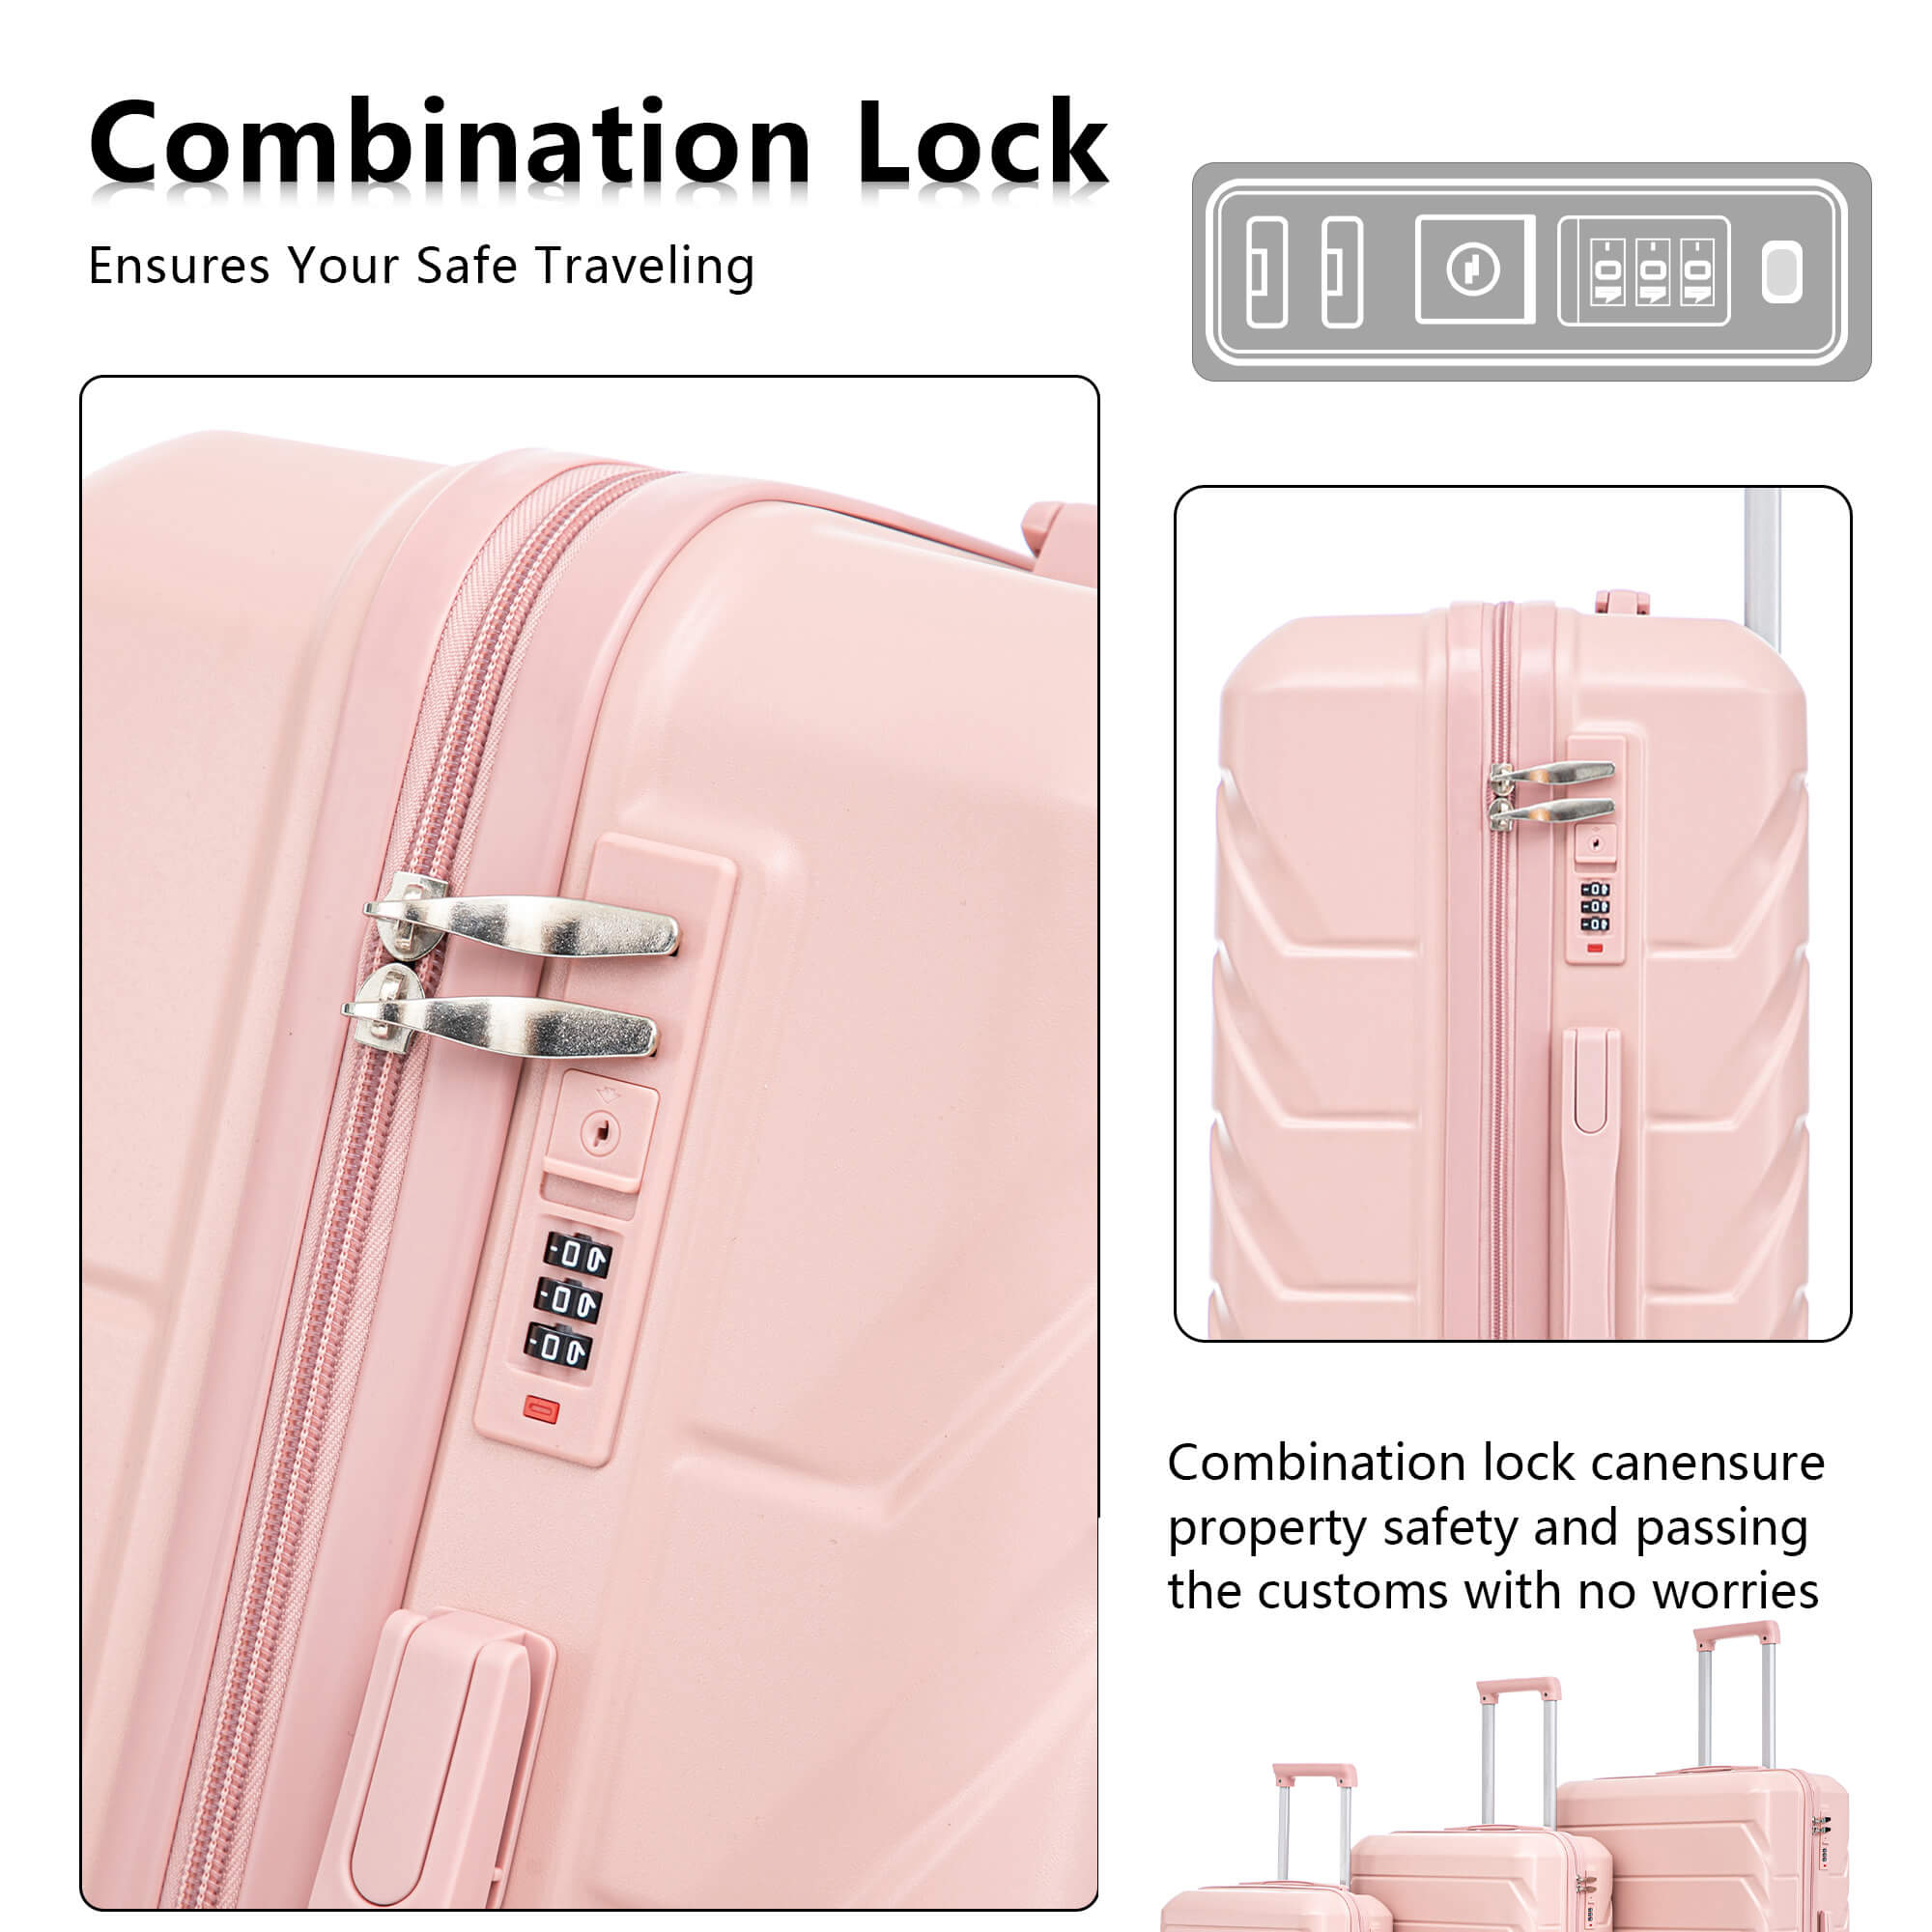 Combination Lock
Ensures Your Safe Traveling
Combination lock canensure
property safety and passing
the customs with no worries